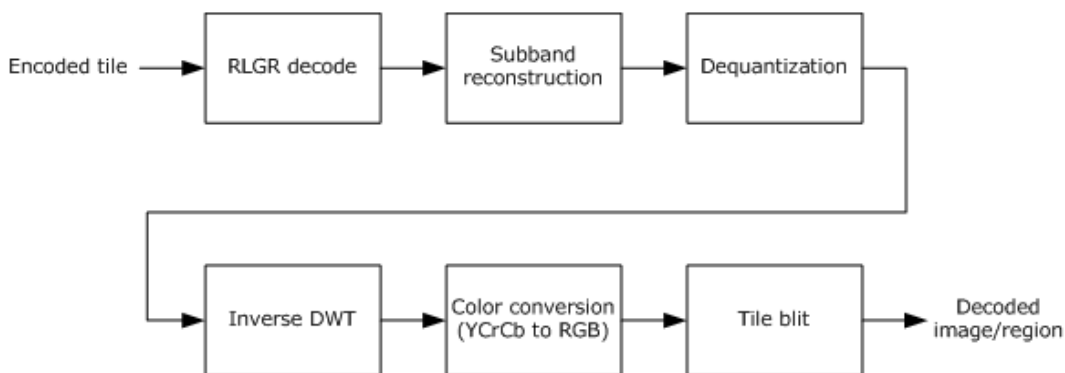 Encoded tile
RLGR decode
Subband
reconstruction
Dequantization
Inverse DWT
Color conversion
(YCrCb to RGB)
Tile blit
Decoded
image/region